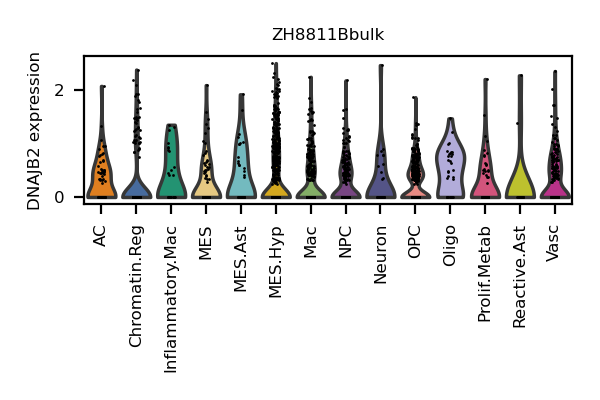 ZH8811Bbulk
DNAJB2 expression
2
0
AC
Chromatin.Reg
Inflammatory.Mac
MES
MES.Ast
MES.Hyp
Mac
NPC
Neuron
OPC
Oligo
Prolif.Metab
Reactive.Ast
Vasc